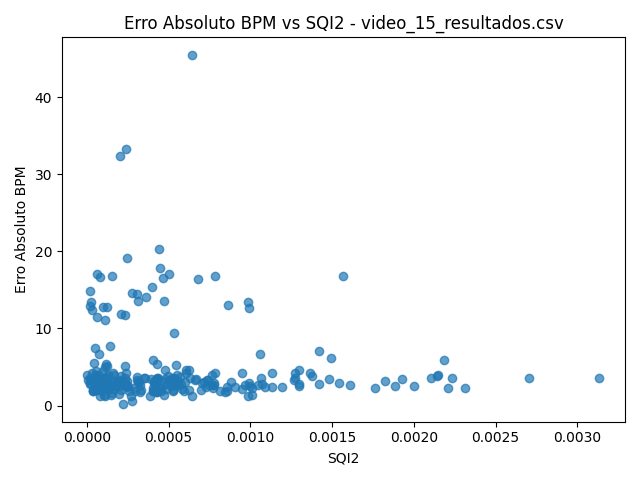 Erro Absoluto BPM vs SQI2 - video_15_resultados.csv
Erro Absoluto BPM
40
30
20
10
0
0.0000 0.0005 0.0010 0.0015 0.0020 0.0025 0.0030
SQI2